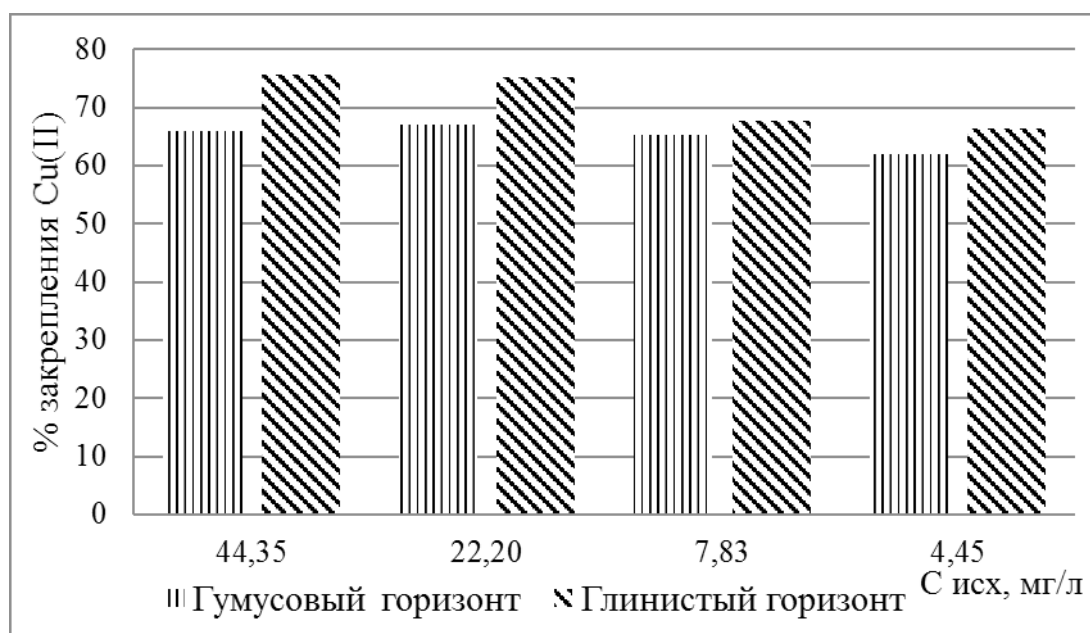 % закрепления Cu(II)
80
70
60
50
40
30
20
10
0
44,35 22,20 7,83 4,45
С исх, мг/л
Гумусовый горизонт Глинистый горизонт